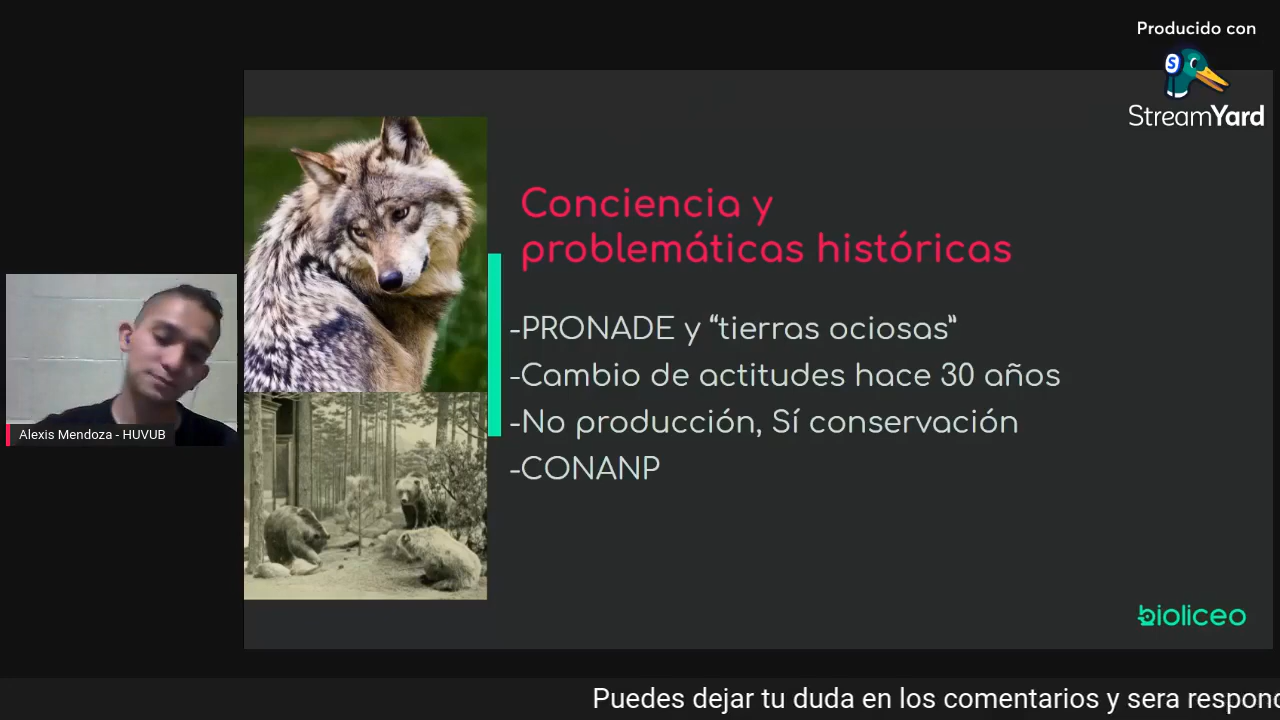 Producido con
StreamYard
Conciencia y
problemáticas históricas
-PRONADE y “tierras ociosas”
-Cambio de actitudes hace 30 años
-No producción, Sí conservación
-CONANP
Alexis Mendoza - HUVUB
bioliceo
Puedes dejar tu duda en los comentarios y sera respond